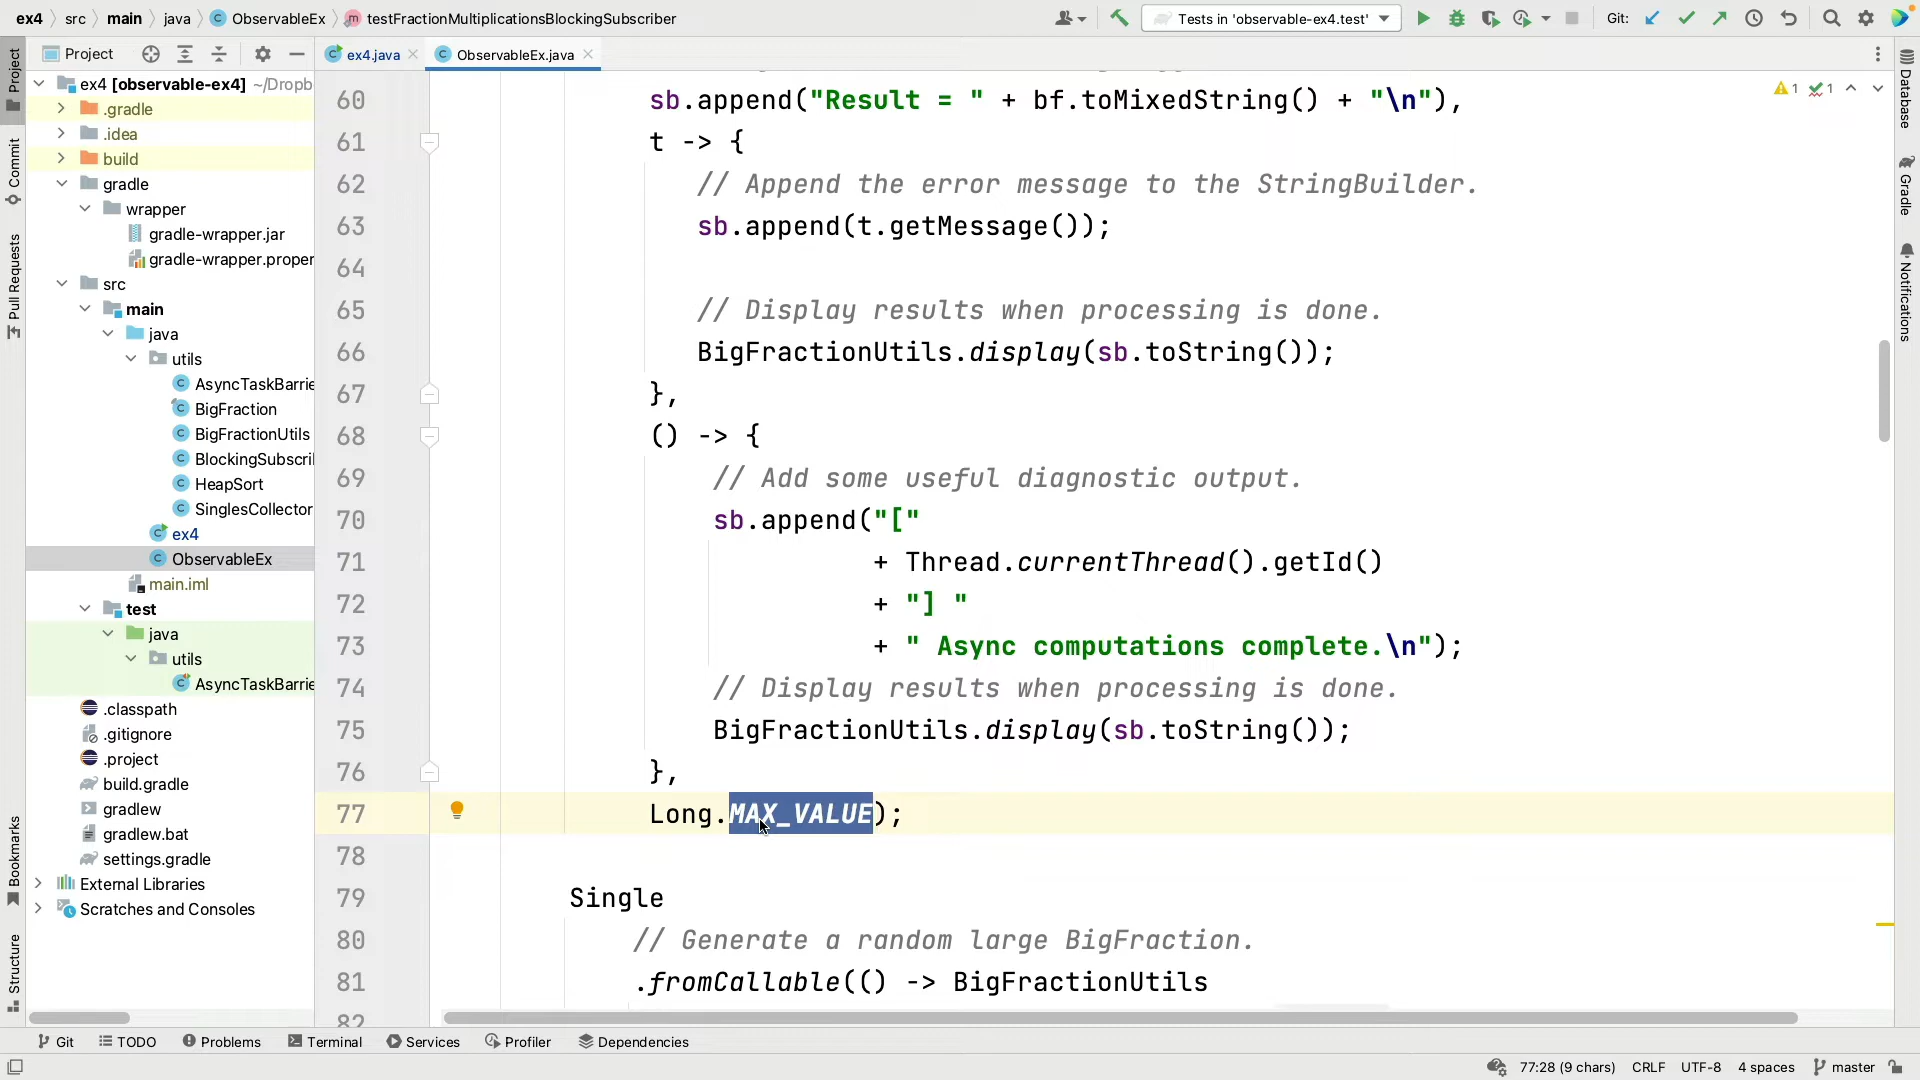 ex4 src main java ObservableEx testFractionMultiplicationsBlockingSubscriber Tests in 'observable-ex4.test' Git:
Project ex4.java ObservableEx.java
ex4 [observable-ex4] ~/Dropb
.gradle
.idea
build
gradle
wrapper
gradle-wrapper.jar
gradle-wrapper.proper
src
main
java
utils
AsyncTaskBarrie
BigFraction
BigFractionUtils
BlockingSubscri
HeapSort
SinglesCollector
ex4
ObservableEx
main.iml
test
java
utils
AsyncTaskBarrie
.classpath
.gitignore
.project
build.gradle
gradlew
gradlew.bat
settings.gradle
External Libraries
Scratches and Consoles
Project
Commit
Pull Requests
Bookmarks
Structure
60 sb.append("Result = " + bf.toMixedString() + "\n"),
61 t -> {
62 // Append the error message to the StringBuilder.
63 sb.append(t.getMessage());
64
65 // Display results when processing is done.
66 BigFractionUtils.display(sb.toString());
67 },
68 () -> {
69 // Add some useful diagnostic output.
70 sb.append("["
71 + Thread.currentThread().getId()
72 + "] "
73 + " Async computations complete.\n");
74 // Display results when processing is done.
75 BigFractionUtils.display(sb.toString());
76 },
77 Long.MAX_VALUE);
78
79 Single
80 // Generate a random large BigFraction.
81 .fromCallable(() -> BigFractionUtils
82
1 1
Database
Gradle
Notifications
Git TODO Problems Terminal Services Profiler Dependencies
77:28 (9 chars) CRLF UTF-8 4 spaces master